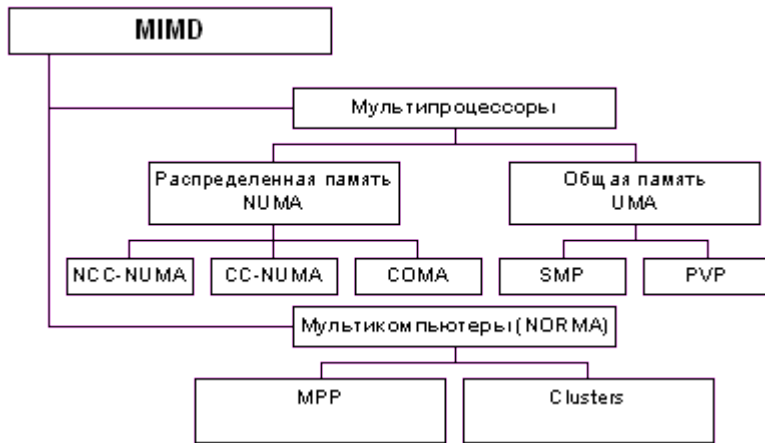 MIMD
Мультипроцессоры
Распределенная память
NUMA
Общая память
UMA
NCC-NUMA
CC-NUMA
COMA
SMP
PVP
Мультикомпьютеры (NORMA)
MPP
Clusters